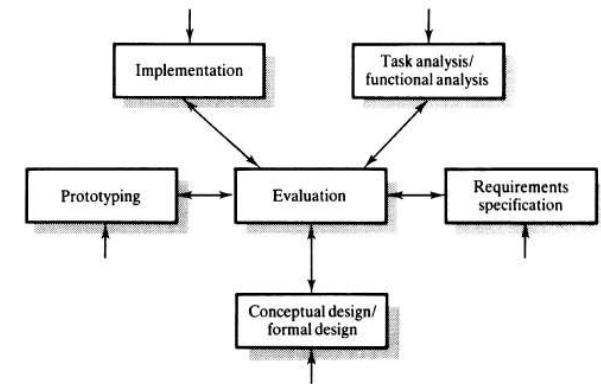 Implementation
Task analysis/
functional analysis
Prototyping
Evaluation
Requirements
specification
Conceptual design/
formal design